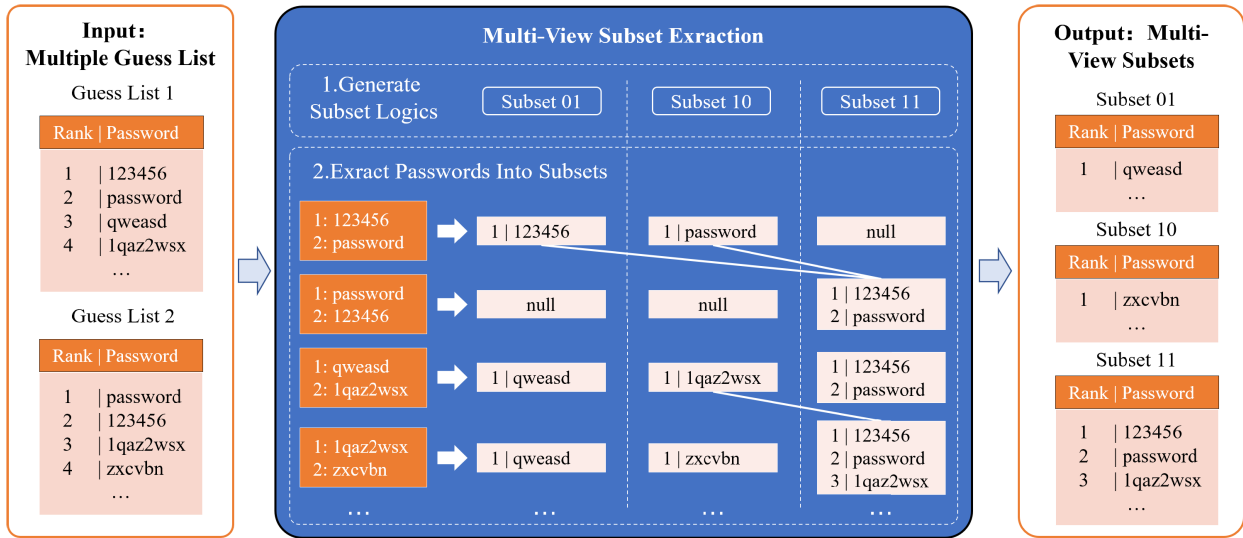 Input：
Multiple Guess List
Guess List 1
Rank | Password
1 | 123456
2 | password
3 | qweasd
4 | 1qaz2wsx
…
Guess List 2
Rank | Password
1 | password
2 | 123456
3 | 1qaz2wsx
4 | zxcvbn
…
Multi-View Subset Exraction
1.Generate
Subset Logics
Subset 01
Subset 10
Subset 11
2.Exract Passwords Into Subsets
1: 123456
2: password
1 | 123456
1 | password
null
1: password
2: 123456
null
null
1 | 123456
2 | password
1: qweasd
2: 1qaz2wsx
1 | qweasd
1 | 1qaz2wsx
1 | 123456
2 | password
1: 1qaz2wsx
2: zxcvbn
1 | qweasd
1 | zxcvbn
1 | 123456
2 | password
3 | 1qaz2wsx
…
…
…
…
Output：Multi-
View Subsets
Subset 01
Rank | Password
1 | qweasd
…
Subset 10
Rank | Password
1 | zxcvbn
…
Subset 11
Rank | Password
1 | 123456
2 | password
3 | 1qaz2wsx
…